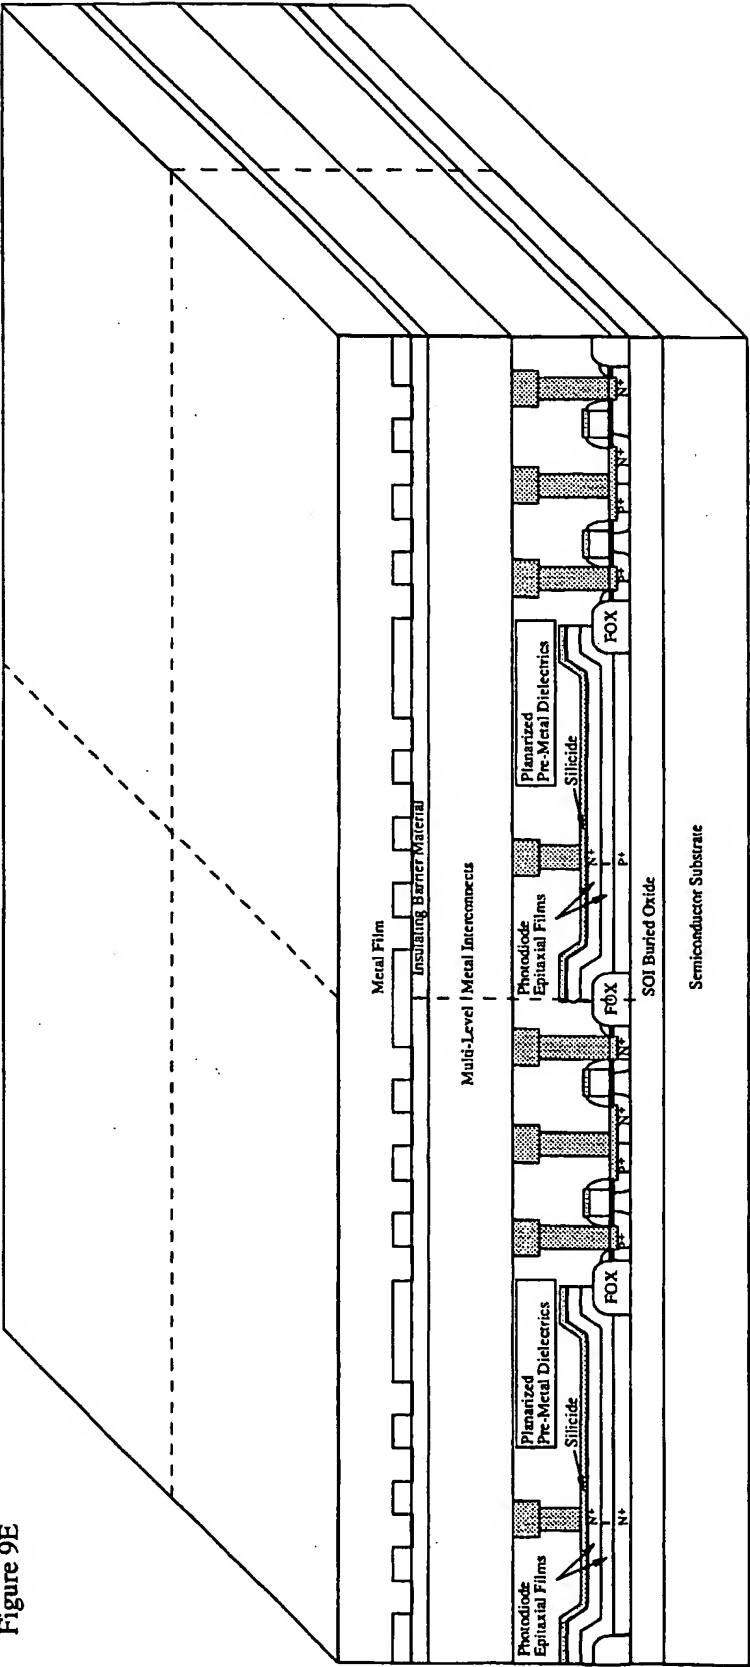 Figure 9E
Metal Film
Insulating Barrier Material
Multi-Level Metal Interconnects
Photodiode
Epitaxial Films
Planarized
Pre-Metal Dielectrics
Silicide
N+
N+
FOX
P+
P+
N+
N+
FOX
Photodiode
Epitaxial Films
Planarized
Pre-Metal Dielectrics
Silicide
N+
P+
FOX
P+
P+
N+
N+
SOI Buried Oxide
Semiconductor Substrate